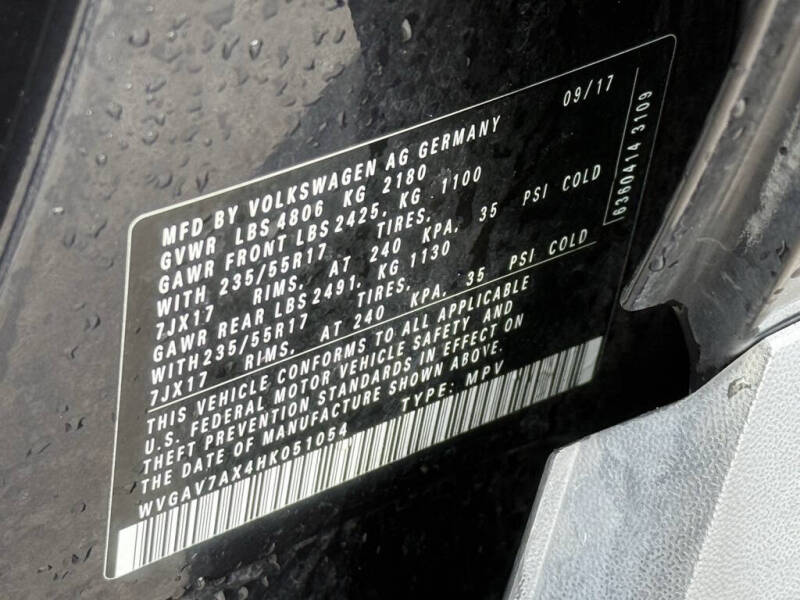 MFD BY VOLKSWAGEN AG GERMANY 09/17
GVWR LBS 4806 KG 2180
GAWR FRONT LBS 2425, KG 1100
WITH 235/55R17 TIRES,
7JX17 RIMS, AT 240 KPA, 35 PSI COLD
GAWR REAR LBS 2491, KG 1130
WITH 235/55R17 TIRES,
7JX17 RIMS, AT 240 KPA, 35 PSI COLD
THIS VEHICLE CONFORMS TO ALL APPLICABLE
U.S. FEDERAL MOTOR VEHICLE SAFETY AND
THEFT PREVENTION STANDARDS IN EFFECT ON
THE DATE OF MANUFACTURE SHOWN ABOVE.
WVGAV7AX4HK051054 TYPE: MPV
6360414 3109